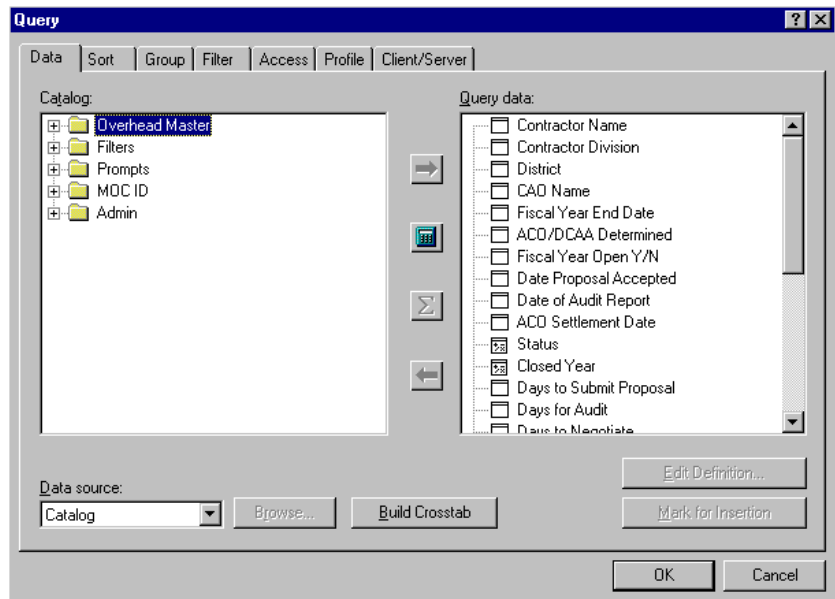 Query
Data Sort Group Filter Access Profile Client/Server
Catalog:
Overhead Master
Filters
Prompts
MOC ID
Admin
Query data:
Contractor Name
Contractor Division
District
CAO Name
Fiscal Year End Date
ACO/DCAA Determined
Fiscal Year Open Y/N
Date Proposal Accepted
Date of Audit Report
ACO Settlement Date
Status
Closed Year
Days to Submit Proposal
Days for Audit
Days to Negotiate
Edit Definition...
Data source:
Catalog Browse... Build Crosstab Mark for Insertion
OK Cancel